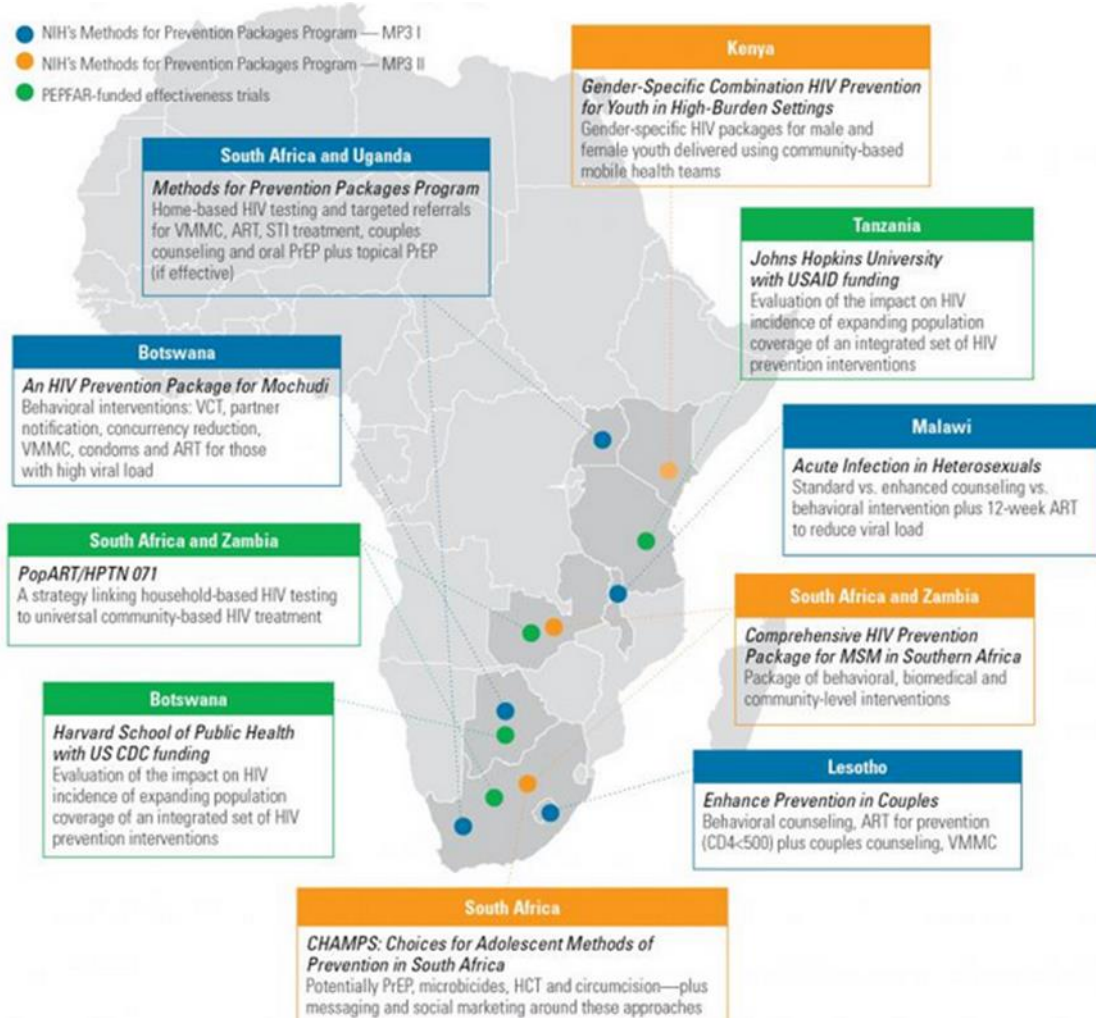 NIH's Methods for Prevention Packages Program — MP3 I
NIH's Methods for Prevention Packages Program — MP3 II
PEPFAR-funded effectiveness trials
Kenya
Gender-Specific Combination HIV Prevention
for Youth in High-Burden Settings
Gender-specific HIV packages for male and
female youth delivered using community-based
mobile health teams
South Africa and Uganda
Methods for Prevention Packages Program
Home-based HIV testing and targeted referrals
for VMMC, ART, STI treatment, couples
counseling and oral PrEP plus topical PrEP
(if effective)
Tanzania
Johns Hopkins University
with USAID funding
Evaluation of the impact on HIV
incidence of expanding population
coverage of an integrated set of HIV
prevention interventions
Botswana
An HIV Prevention Package for Mochudi
Behavioral interventions: VCT, partner
notification, concurrency reduction,
VMMC, condoms and ART for those
with high viral load
Malawi
Acute Infection in Heterosexuals
Standard vs. enhanced counseling vs.
behavioral intervention plus 12-week ART
to reduce viral load
South Africa and Zambia
PopART/HPTN 071
A strategy linking household-based HIV testing
to universal community-based HIV treatment
South Africa and Zambia
Comprehensive HIV Prevention
Package for MSM in Southern Africa
Package of behavioral, biomedical and
community-level interventions
Botswana
Harvard School of Public Health
with US CDC funding
Evaluation of the impact on HIV
incidence of expanding population
coverage of an integrated set of HIV
prevention interventions
Lesotho
Enhance Prevention in Couples
Behavioral counseling, ART for prevention
(CD4<500) plus couples counseling, VMMC
South Africa
CHAMPS: Choices for Adolescent Methods of
Prevention in South Africa
Potentially PrEP, microbicides, HCT and circumcision—plus
messaging and social marketing around these approaches